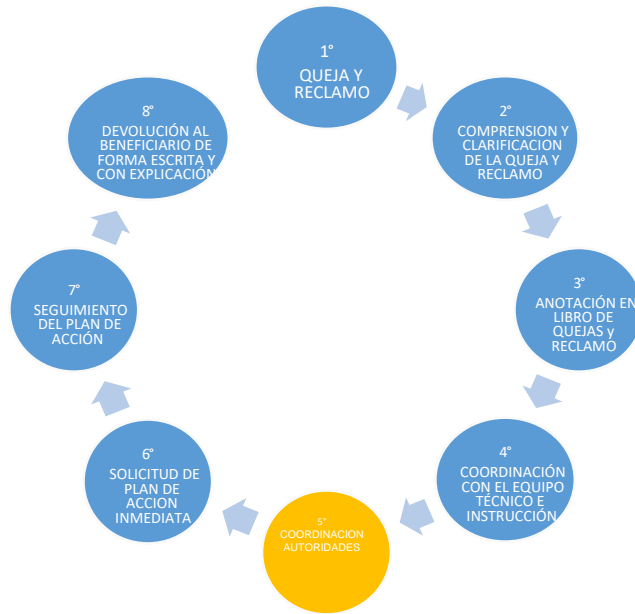 1°
QUEJA Y
RECLAMO
2°
COMPRENSION Y
CLARIFICACION
DE LA QUEJA Y
RECLAMO
3°
ANOTACIÓN EN
LIBRO DE
QUEJAS y
RECLAMO
4°
COORDINACIÓN
CON EL EQUIPO
TÉCNICO E
INSTRUCCIÓN
5°
COORDINACION
AUTORIDADES
6°
SOLICITUD DE
PLAN DE
ACCION
INMEDIATA
7°
SEGUIMIENTO
DEL PLAN DE
ACCIÓN
8°
DEVOLUCIÓN AL
BENEFICIARIO DE
FORMA ESCRITA Y
CON EXPLICACIÓN